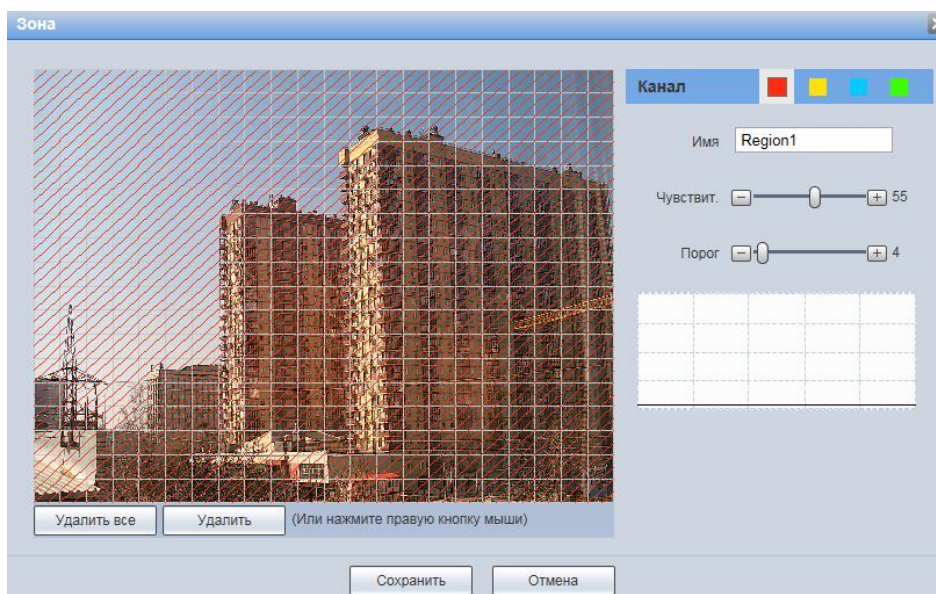 Зона
Канал
Имя Region1
Чувствит. 55
Порог 4
Удалить все Удалить (Или нажмите правую кнопку мыши)
Сохранить Отмена